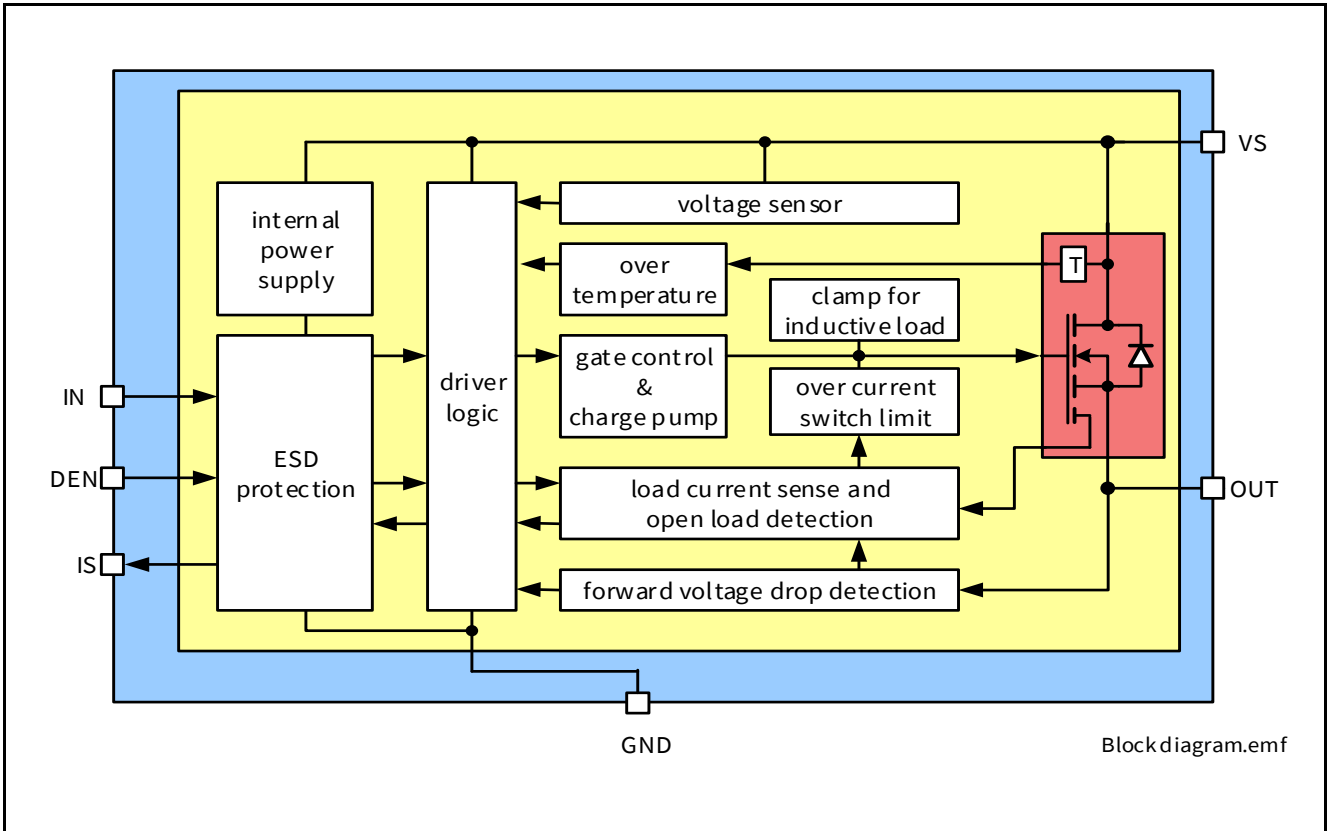 VS
internal
power
supply
voltage sensor
over
temperature
T
clamp for
inductive load
gate control
&
charge pump
driver
logic
over current
switch limit
IN
ESD
protection
DEN
load current sense and
open load detection
OUT
IS
forward voltage drop detection
GND
Blockdiagram.emf